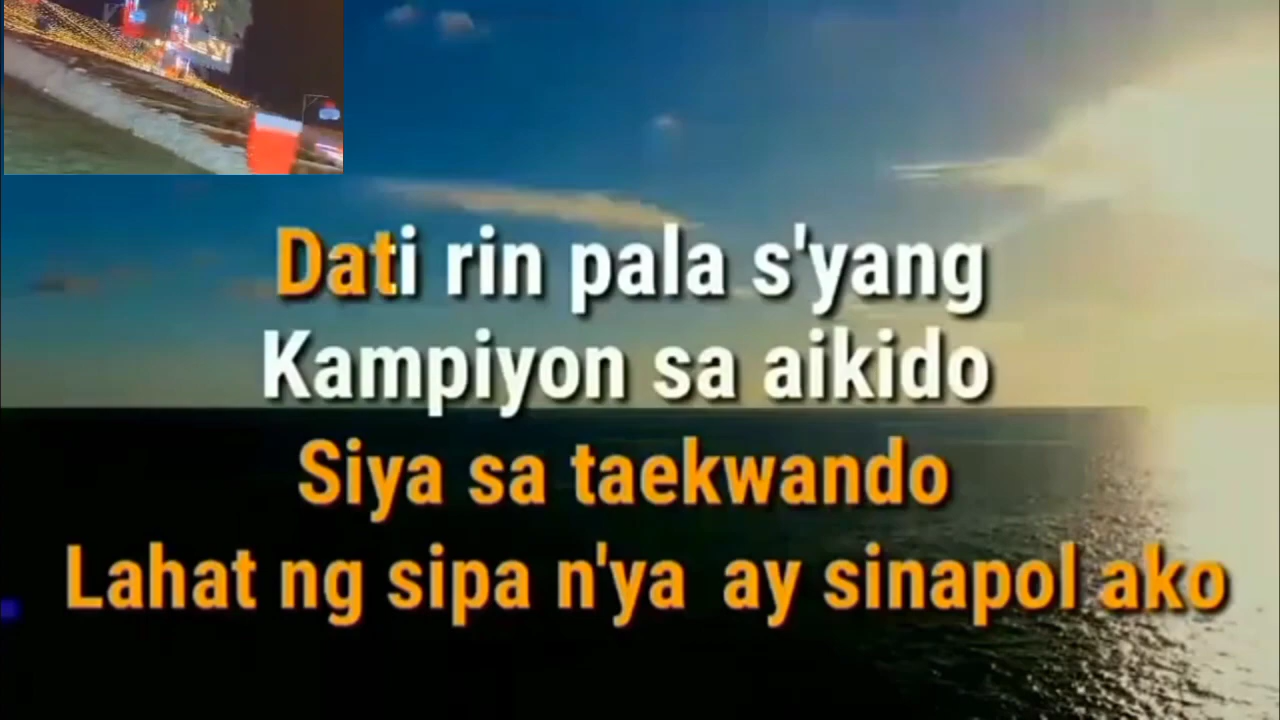 Dati rin pala s'yang
Kampiyon sa aikido
Siya sa taekwando
Lahat ng sipa n'ya ay sinapol ako